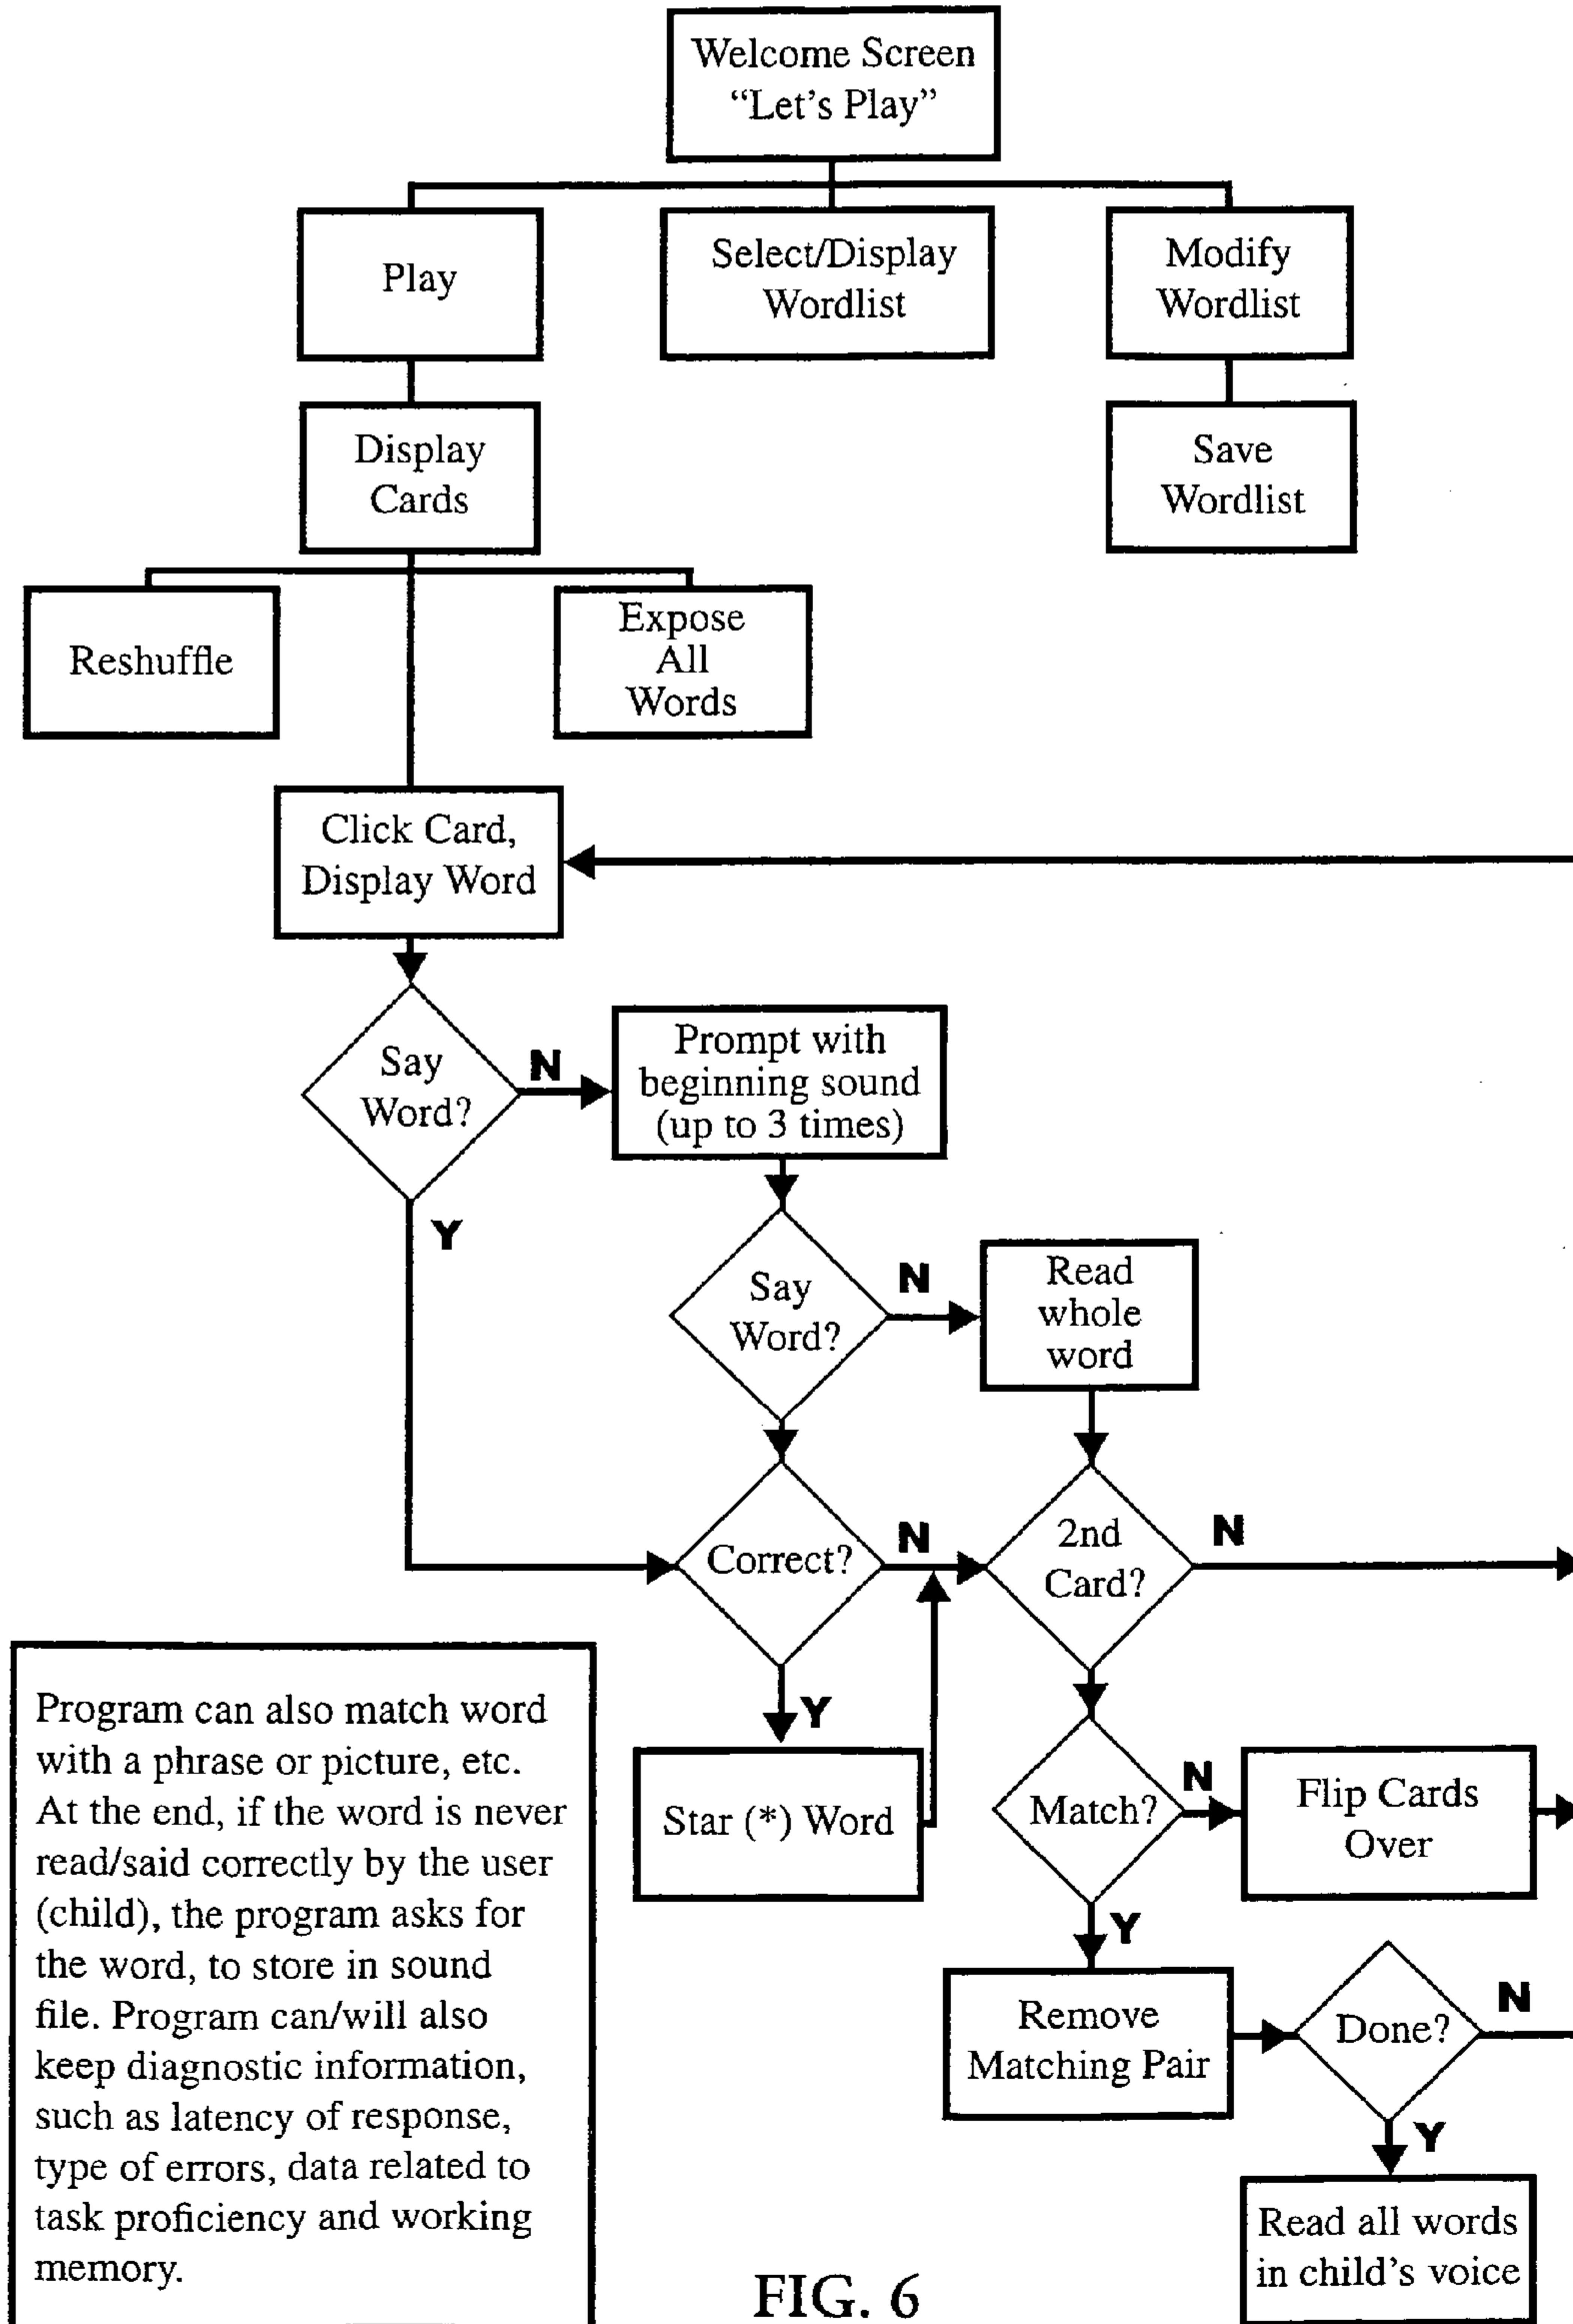 Welcome Screen
“Let’s Play”
Play
Select/Display
Wordlist
Modify
Wordlist
Display
Cards
Save
Wordlist
Reshuffle
Expose
All
Words
Click Card,
Display Word
Say
Word?
N
Y
Prompt with
beginning sound
(up to 3 times)
Say
Word?
N
Read
whole
word
Correct?
N
Y
2nd
Card?
N
Star (*) Word
Match?
N
Y
Flip Cards
Over
Remove
Matching Pair
Done?
N
Y
Read all words
in child’s voice
Program can also match word
with a phrase or picture, etc.
At the end, if the word is never
read/said correctly by the user
(child), the program asks for
the word, to store in sound
file. Program can/will also
keep diagnostic information,
such as latency of response,
type of errors, data related to
task proficiency and working
memory.
FIG. 6